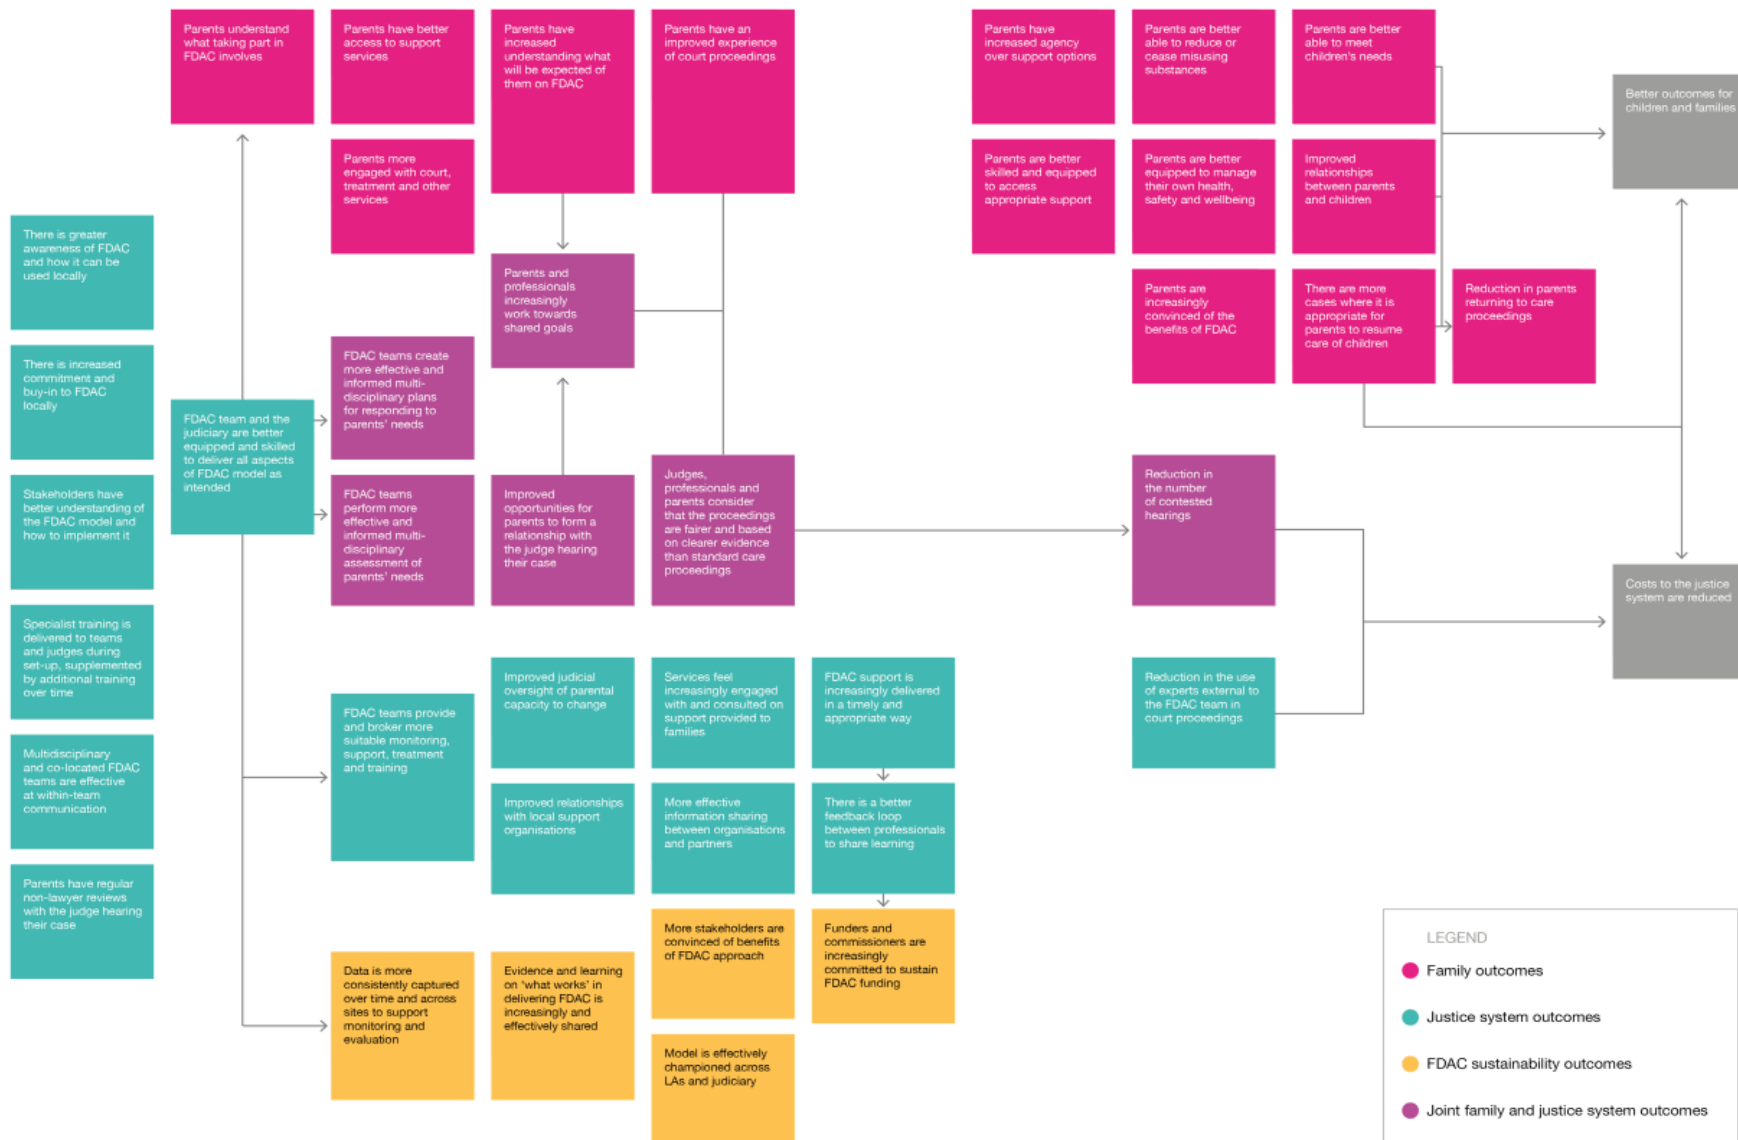 Parents understand
what taking part in
FDAC involves
Parents have better
access to support
services
Parents have
increased
understanding what
will be expected of
them on FDAC
Parents have an
improved experience
of court proceedings
Parents have
increased agency
over support options
Parents are better
able to reduce or
cease misusing
substances
Parents are better
able to meet
children's needs
Better outcomes for
children and families
Parents more
engaged with court,
treatment and other
services
Parents are better
skilled and equipped
to access
appropriate support
Parents are better
equipped to manage
their own health,
safety and wellbeing
Improved
relationships
between parents
and children
There is greater
awareness of FDAC
and how it can be
used locally
Parents and
professionals
increasingly
work towards
shared goals
Parents are
increasingly
convinced of the
benefits of FDAC
There are more
cases where it is
appropriate for
parents to resume
care of children
Reduction in parents
returning to care
proceedings
There is increased
commitment and
buy-in to FDAC
locally
FDAC team and the
judiciary are better
equipped and skilled
to deliver all aspects
of FDAC model as
intended
FDAC teams create
more effective and
informed multi-
disciplinary plans
for responding to
parents' needs
Stakeholders have
better understanding of
the FDAC model and
how to implement it
FDAC teams
perform more
effective and
informed multi-
disciplinary
assessment of
parents' needs
Improved
opportunities for
parents to form a
relationship with
the judge hearing
their case
Judges,
professionals and
parents consider
that the proceedings
are fairer and based
on clearer evidence
than standard care
proceedings
Reduction in
the number
of contested
hearings
Costs to the justice
system are reduced
Specialist training is
delivered to teams
and judges during
set-up, supplemented
by additional training
over time
FDAC teams provide
and broker more
suitable monitoring,
support, treatment
and training
Improved judicial
oversight of parental
capacity to change
Services feel
increasingly engaged
with and consulted on
support provided to
families
FDAC support is
increasingly delivered
in a timely and
appropriate way
Reduction in the use
of experts external to
the FDAC team in
court proceedings
Multidisciplinary
and co-located FDAC
teams are effective
at within-team
communication
Improved relationships
with local support
organisations
More effective
information sharing
between organisations
and partners
There is a better
feedback loop
between professionals
to share learning
Parents have regular
non-lawyer reviews
with the judge hearing
their case
Data is more
consistently captured
over time and across
sites to support
monitoring and
evaluation
Evidence and learning
on 'what works' in
delivering FDAC is
increasingly and
effectively shared
More stakeholders are
convinced of benefits
of FDAC approach
Funders and
commissioners are
increasingly
committed to sustain
FDAC funding
Model is effectively
championed across
LAs and judiciary
LEGEND
Family outcomes
Justice system outcomes
FDAC sustainability outcomes
Joint family and justice system outcomes